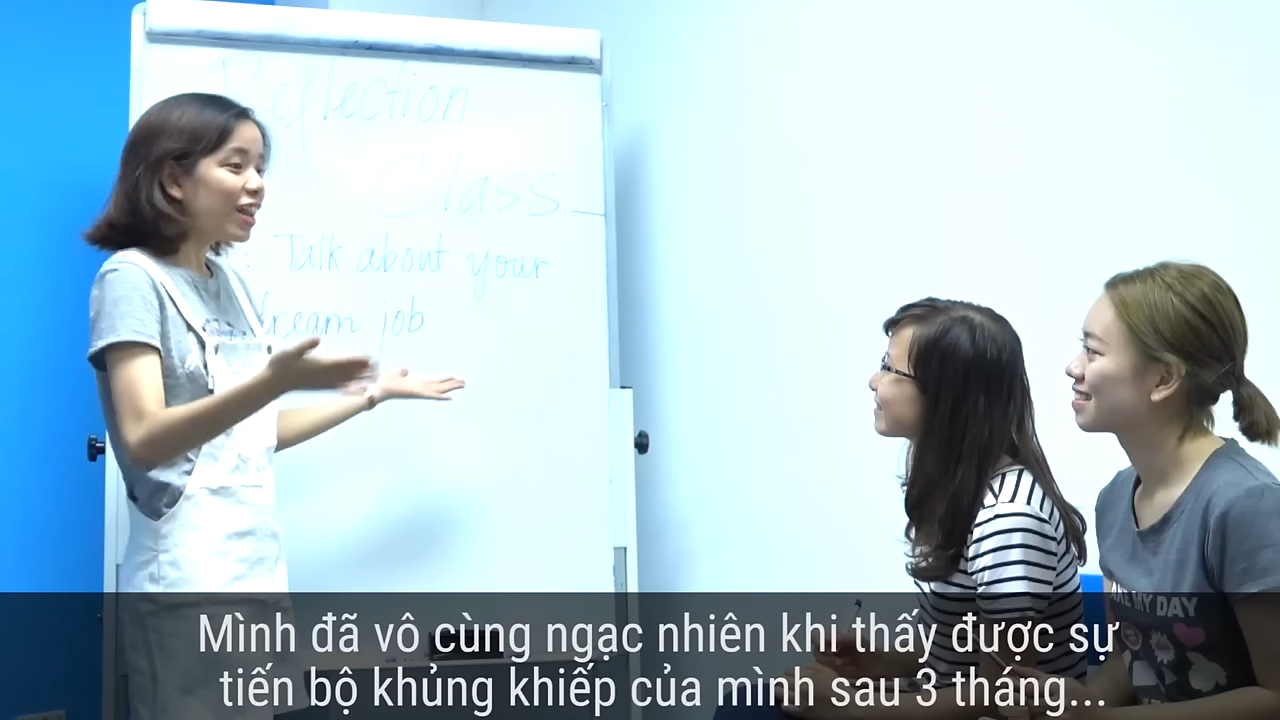 Reflection
Class
Talk about your
dream job
MY DAY
Mình đã vô cùng ngạc nhiên khi thấy được sự
tiến bộ khủng khiếp của mình sau 3 tháng...